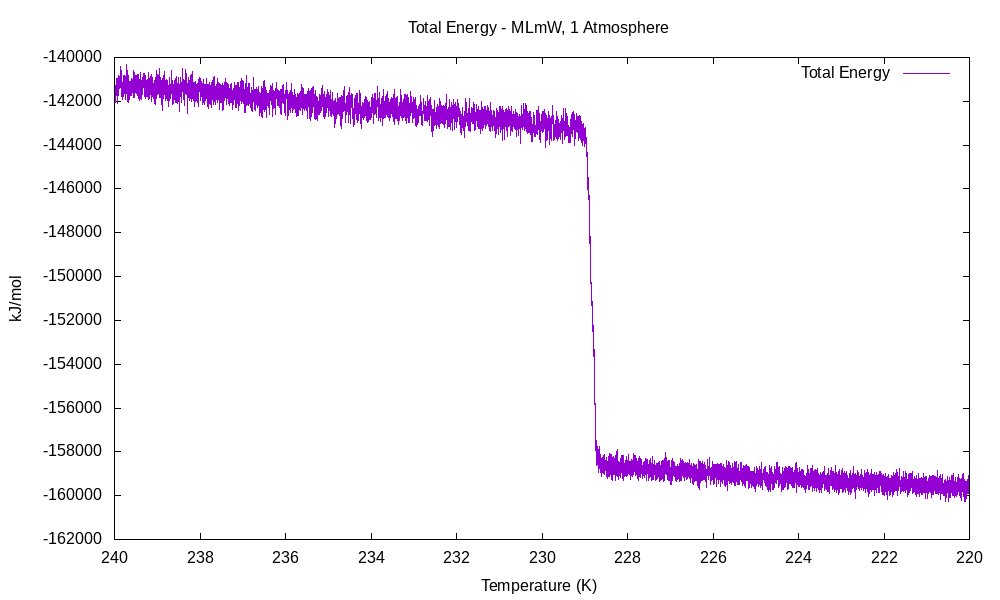 Total Energy - MLmW, 1 Atmosphere
Total Energy
-140000
-142000
-144000
-146000
-148000
-150000
-152000
-154000
-156000
-158000
-160000
-162000
kJ/mol
240 238 236 234 232 230 228 226 224 222 220
Temperature (K)